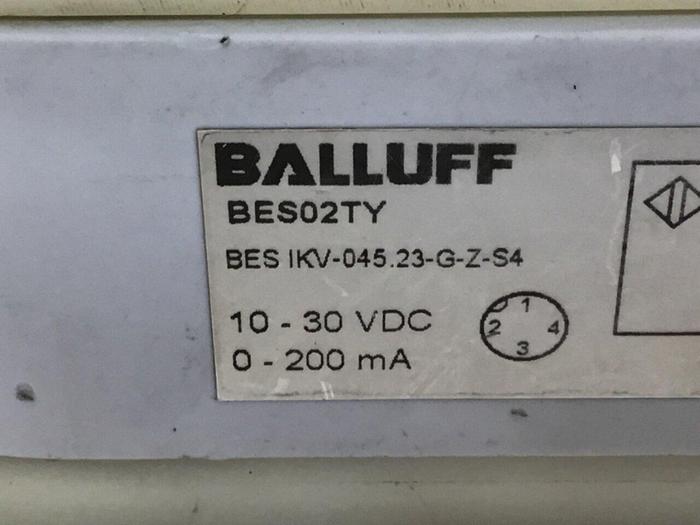 BALLUFF
BES02TY
BES IKV-045.23-G-Z-S4
10 - 30 VDC
0 - 200 mA
1
2 4
3